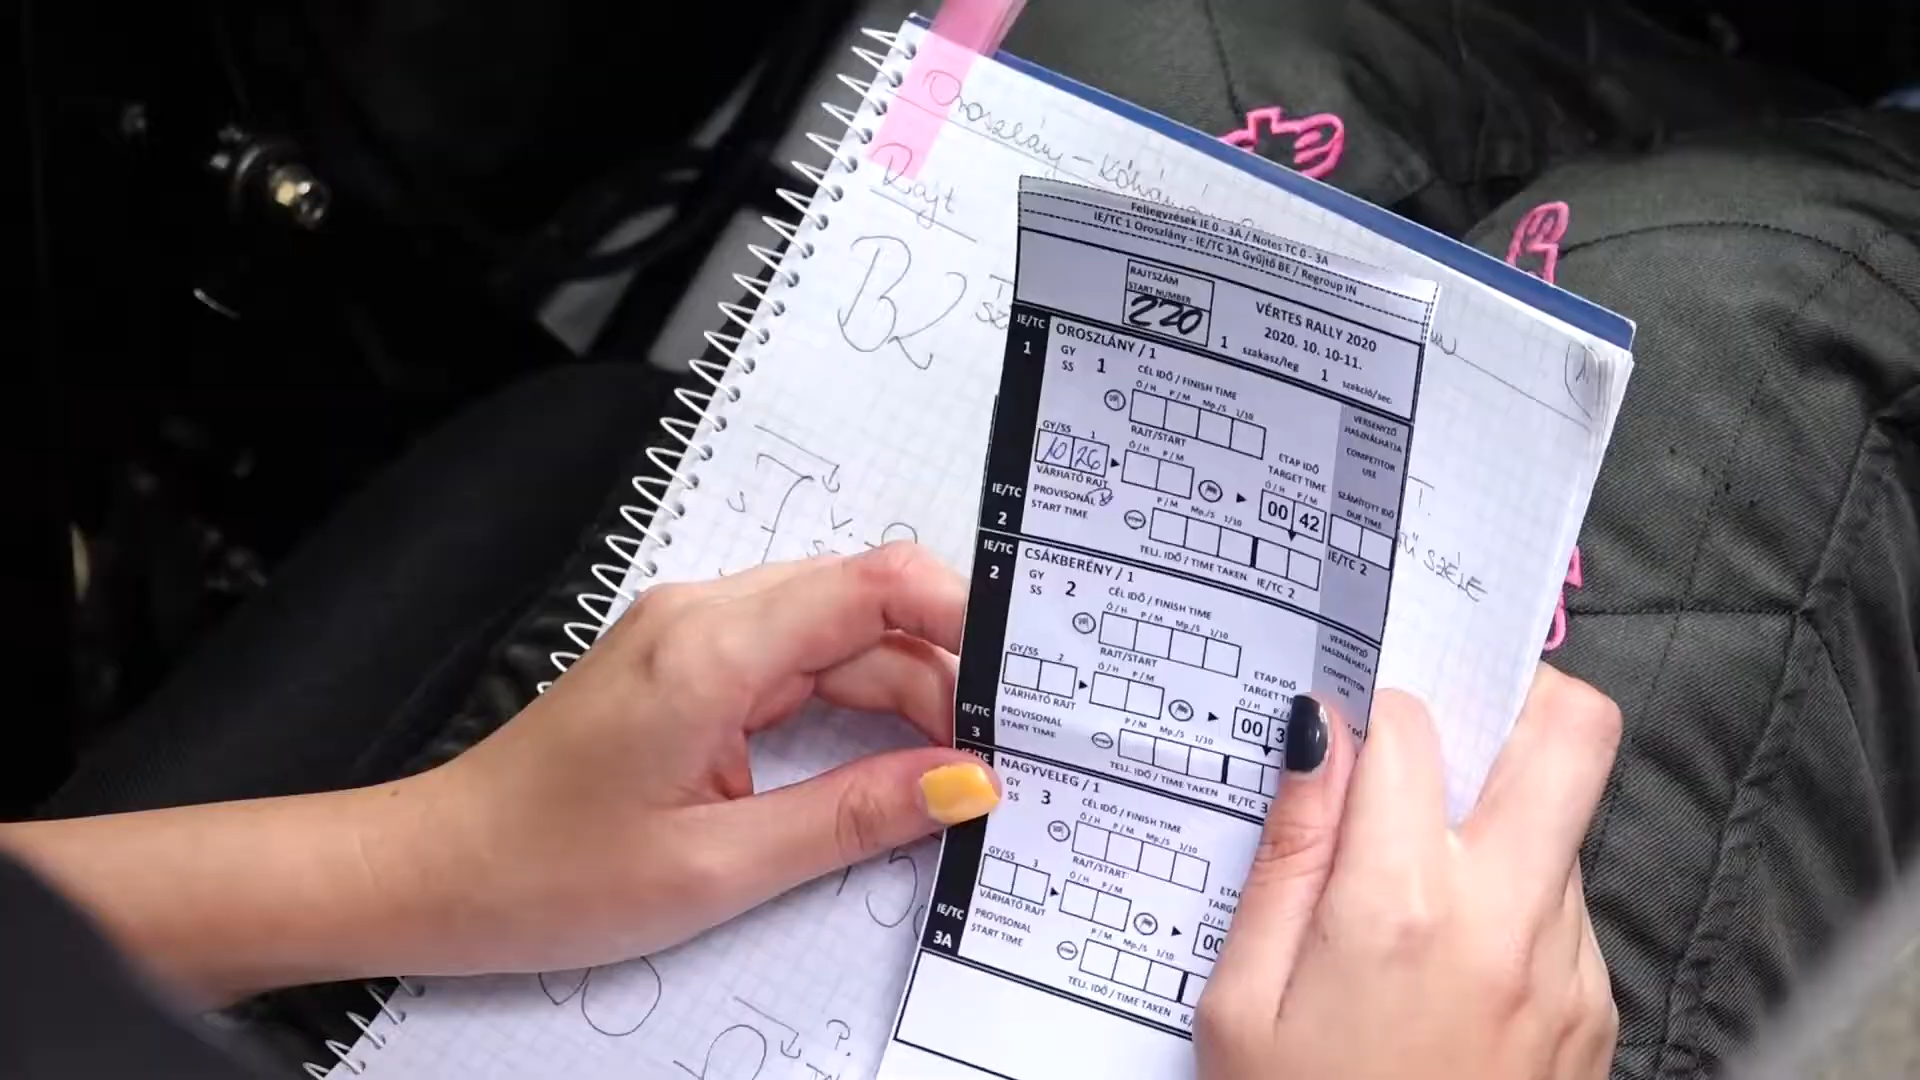 Oroszlány - Kőhányás
Rajt
B2
Feljegyzések IE 0 - 3A / Notes TC 0 - 3A
IE/TC 1 Oroszlány - IE/TC 3A Gyűjtő BE / Regroup IN
RAJTSZÁM
START NUMBER
220
VÉRTES RALLY 2020
2020. 10. 10-11.
1 szakasz/leg 1 szekció/sec.
IE/TC
1
OROSZLÁNY / 1
GY
SS 1
CÉL IDŐ / FINISH TIME
Ó / H P / M Mp./S 1/10
RAJT/START
Ó / H P / M
GY/SS 1
10 26
VÁRHATÓ RAJT
PROVISONAL
START TIME
ETAP IDŐ
TARGET TIME
Ó / H P / M
00 42
VERSENYZŐ
HASZNÁLHATJA
COMPETITOR
USE
SZÁMÍTOTT IDŐ
DUE TIME
IE/TC 2
P / M Mp./S 1/10
TELJ. IDŐ / TIME TAKEN IE/TC 2
IE/TC
2
IE/TC
2
CSÁKBERÉNY / 1
GY
SS 2
CÉL IDŐ / FINISH TIME
Ó / H P / M Mp./S 1/10
RAJT/START
Ó / H P / M
GY/SS 2
VÁRHATÓ RAJT
PROVISONAL
START TIME
ETAP IDŐ
TARGET
Ó / H
00 3
VERSENYZŐ
HASZNÁLHATJA
COMPETITOR
USE
P / M Mp./S 1/10
TELJ. IDŐ / TIME TAKEN IE/TC 3
IE/TC
3
NAGYVELEG / 1
GY
SS 3
CÉL IDŐ / FINISH TIME
Ó / H P / M Mp./S 1/10
RAJT/START
Ó / H P / M
GY/SS 3
VÁRHATÓ RAJT
PROVISONAL
START TIME
Ó / H
00
P / M Mp./S 1/10
TELJ. IDŐ / TIME TAKEN
IE/TC
3A
SZÉLE